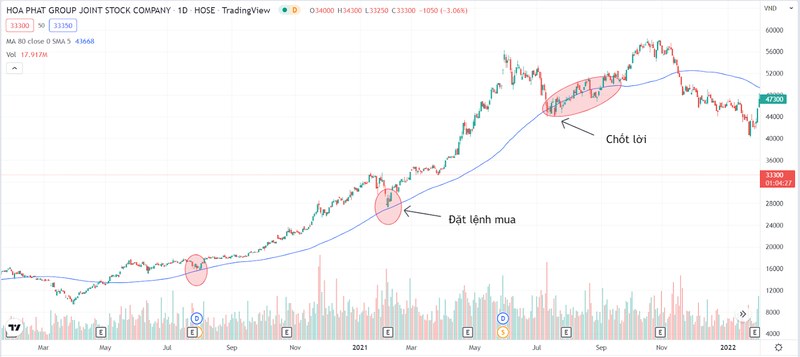 HOA PHAT GROUP JOINT STOCK COMPANY · 1D · HOSE · TradingView D O34000 H34300 L33250 C33300 −1050 (−3.06%) VND
33300 50 33350
MA 80 close 0 SMA 5 43668
Vol 17.917M
60000
56000
52000
47300
44000
Chốt lời
40000
33300
01:04:27
28000
Đặt lệnh mua
24000
20000
16000
12000
8000
4000
D D
E E E E S E E E E
0
Mar May Jul Sep Nov 2021 Mar May Jul Sep Nov 2022